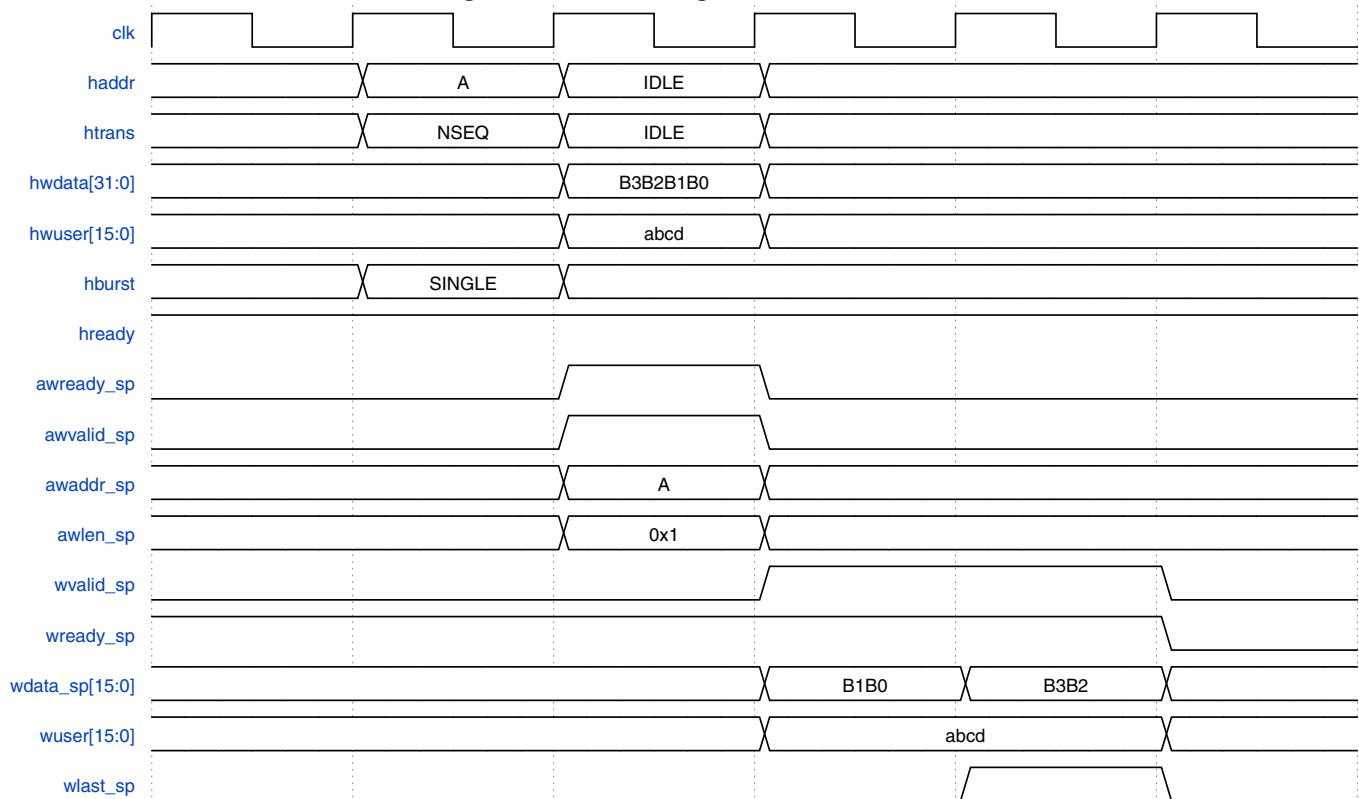 clk
haddr A IDLE
htrans NSEQ IDLE
hwdata[31:0] B3B2B1B0
hwuser[15:0] abcd
hburst SINGLE
hready
awready_sp
awvalid_sp
awaddr_sp A
awlen_sp 0x1
wvalid_sp
wready_sp
wdata_sp[15:0] B1B0 B3B2
wuser[15:0] abcd
wlast_sp